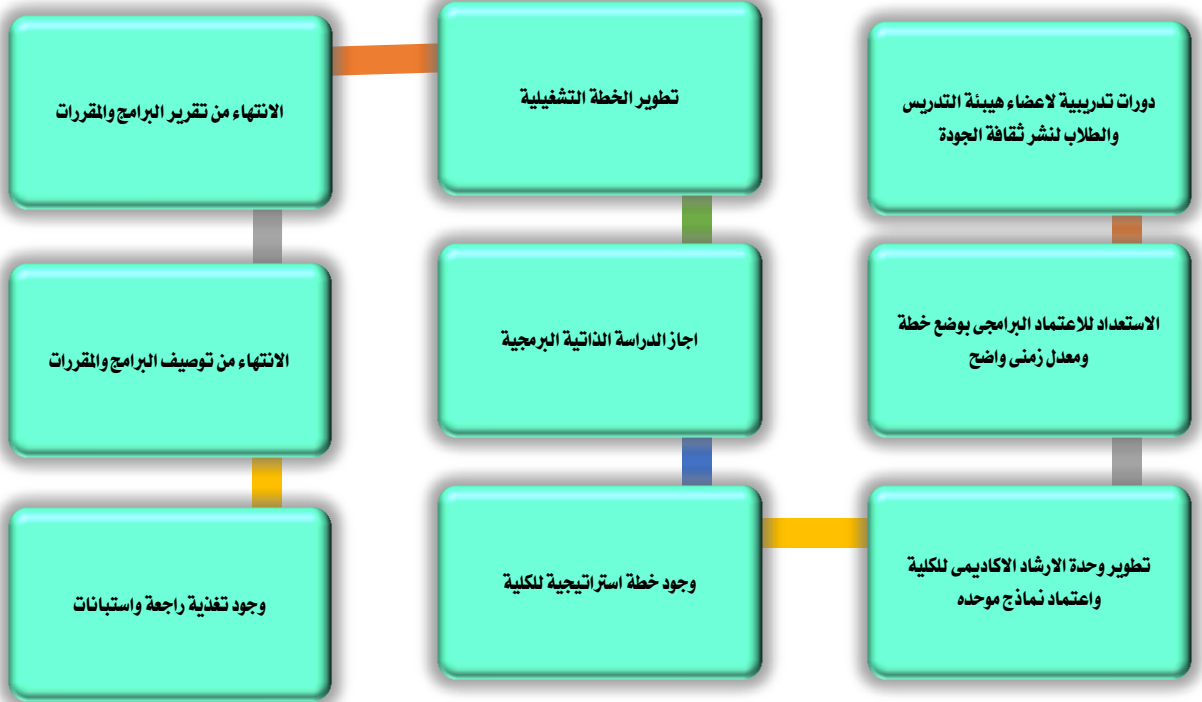 دورات تدريبية لاعضاء هيبئة التدريس
والطلاب لنشر ثقافة الجودة
الاستعداد للاعتماد البرامجى بوضع خطة
ومعدل زمنى واضح
تطوير وحدة الارشاد الاكاديمى للكلية
واعتماد نماذج موحده
وجود خطة استراتيجية للكلية
اجاز الدراسة الذاتية البرمجية
تطوير الخطة التشغيلية
الانتهاء من تقرير البرامج والمقررات
الانتهاء من توصيف البرامج والمقررات
وجود تغذية راجعة واستبانات